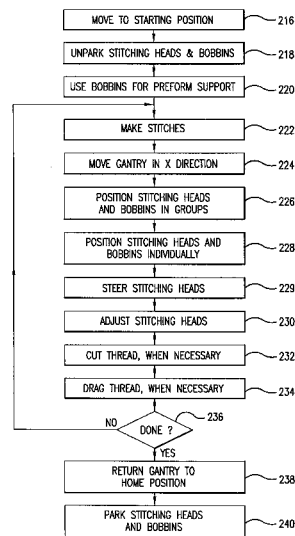 MOVE TO STARTING POSITION 216
UNPARK STITCHING HEADS & BOBBINS 218
USE BOBBINS FOR PREFORM SUPPORT 220
MAKE STITCHES 222
MOVE GANTRY IN X DIRECTION 224
POSITION STITCHING HEADS
AND BOBBINS IN GROUPS 226
POSITION STITCHING HEADS AND
BOBBINS INDIVIDUALLY 228
STEER STITCHING HEADS 229
ADJUST STITCHING HEADS 230
CUT THREAD, WHEN NECESSARY 232
DRAG THREAD, WHEN NECESSARY 234
236
NO DONE ?
YES
RETURN GANTRY TO
HOME POSITION 238
PARK STITCHING HEADS
AND BOBBINS 240